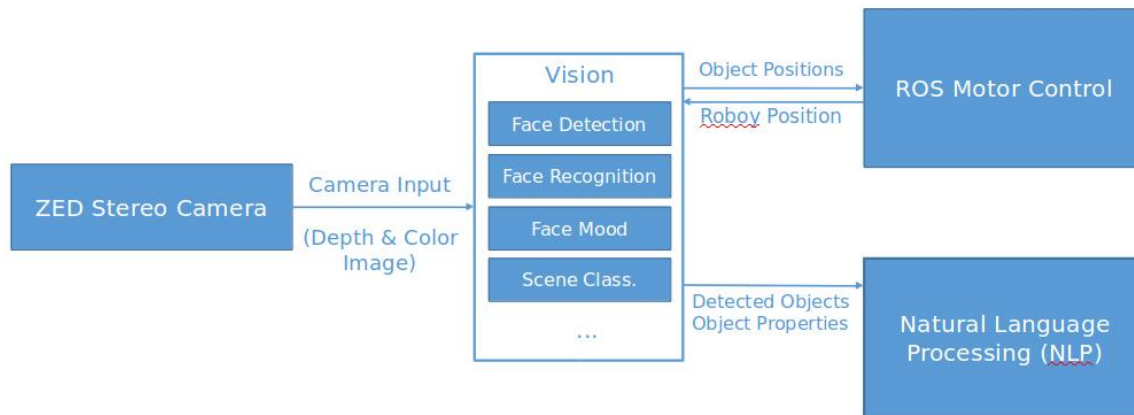 ZED Stereo Camera
Camera Input
(Depth & Color
Image)
Vision
Face Detection
Face Recognition
Face Mood
Scene Class.
...
Object Positions
Roboy Position
ROS Motor Control
Detected Objects
Object Properties
Natural Language
Processing (NLP)